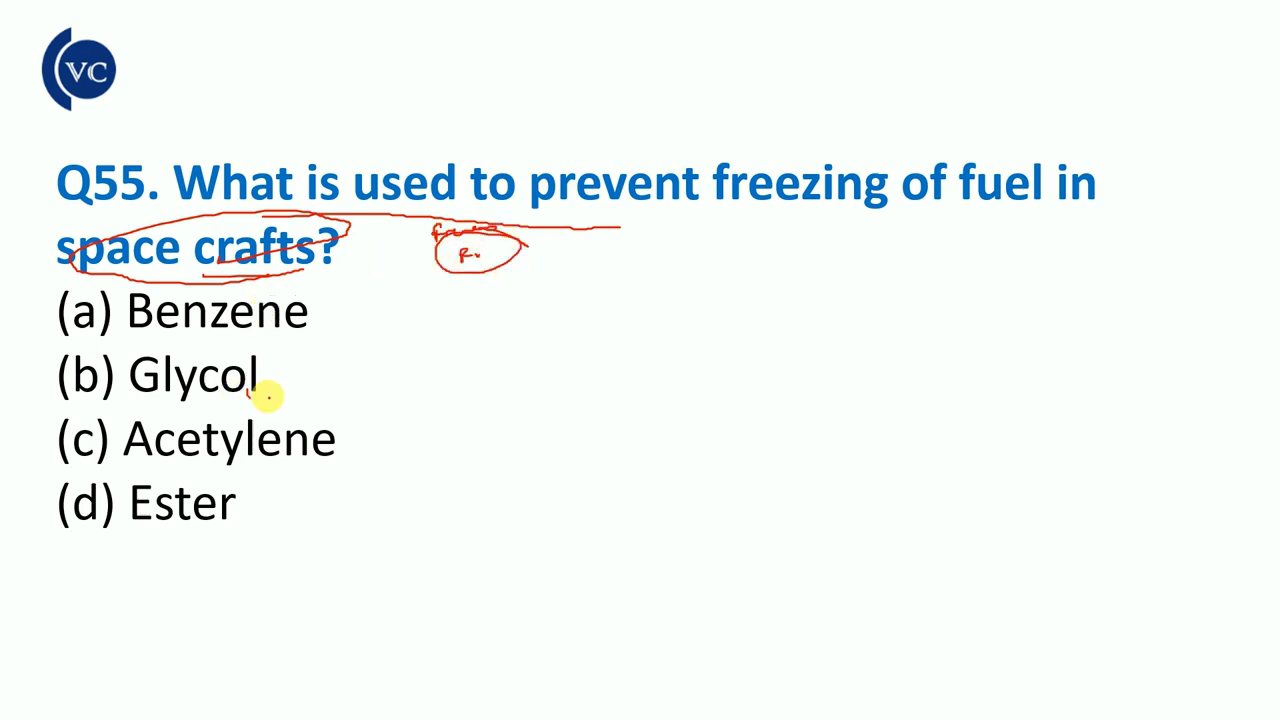 VC
Q55. What is used to prevent freezing of fuel in
space crafts?
(a) Benzene
(b) Glycol
(c) Acetylene
(d) Ester